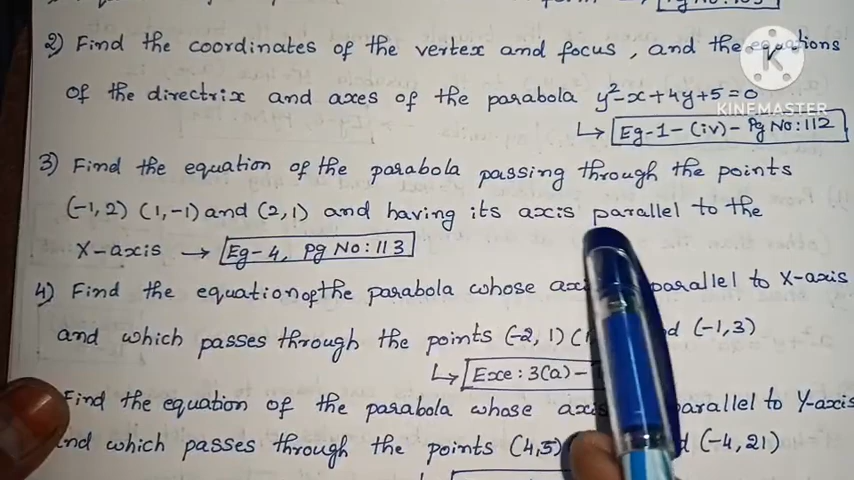 2) Find the coordinates of the vertex and focus, and the equations
of the directrix and axes of the parabola y²-x+4y+5=0
K
KINEMASTER
↳ Eg-1-(iv)-Pg No:112
3) Find the equation of the parabola passing through the points
(-1,2) (1,-1) and (2,1) and having its axis parallel to the
X-axis → Eg-4, Pg No:113
4) Find the equation of the parabola whose parallel to X-axis
and which passes through the points (-2,1) (-1,3)
↳ Exe:3(a)-
Find the equation of the parabola whose axis parallel to Y-axis
and which passes through the points (4,5) (-4,21)